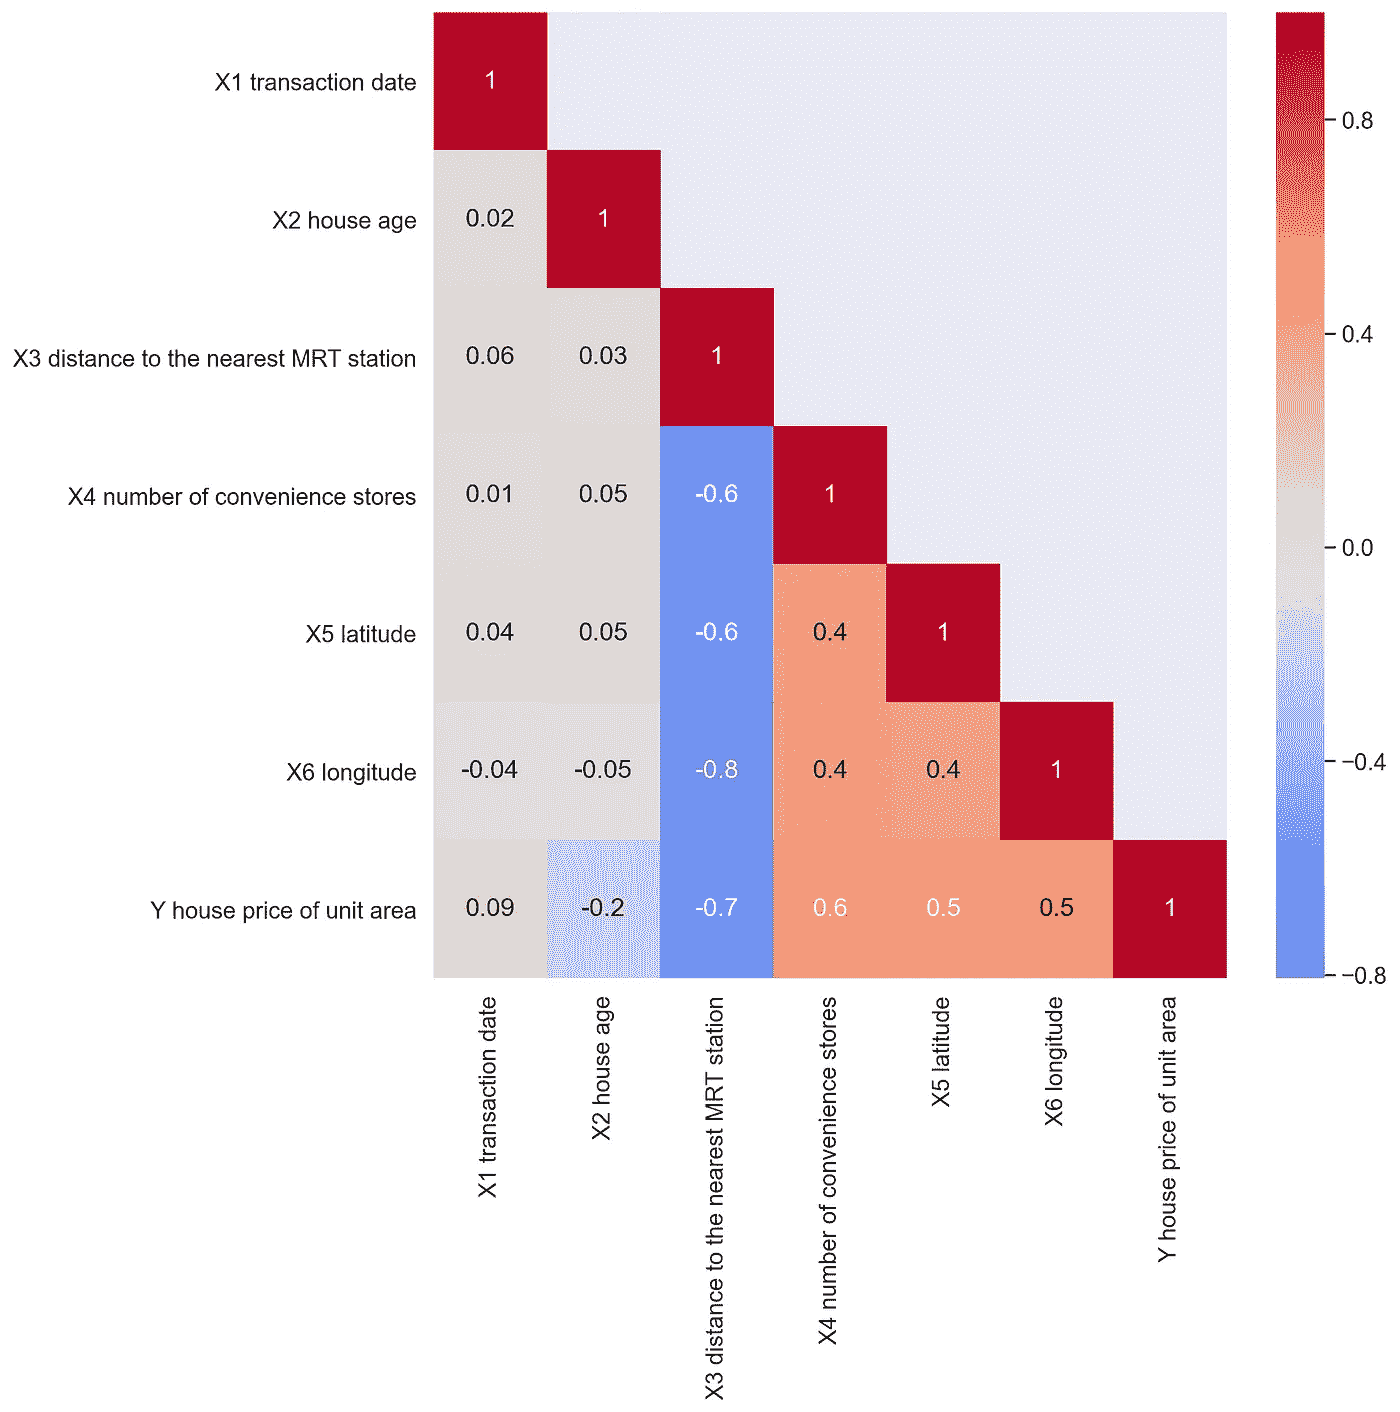 X1 transaction date 1
X2 house age 0.02 1
X3 distance to the nearest MRT station 0.06 0.03 1
X4 number of convenience stores 0.01 0.05 -0.6 1
X5 latitude 0.04 0.05 -0.6 0.4 1
X6 longitude -0.04 -0.05 -0.8 0.4 0.4 1
Y house price of unit area 0.09 -0.2 -0.7 0.6 0.5 0.5 1
X1 transaction date
X2 house age
X3 distance to the nearest MRT station
X4 number of convenience stores
X5 latitude
X6 longitude
Y house price of unit area
0.8
0.4
0.0
−0.4
−0.8